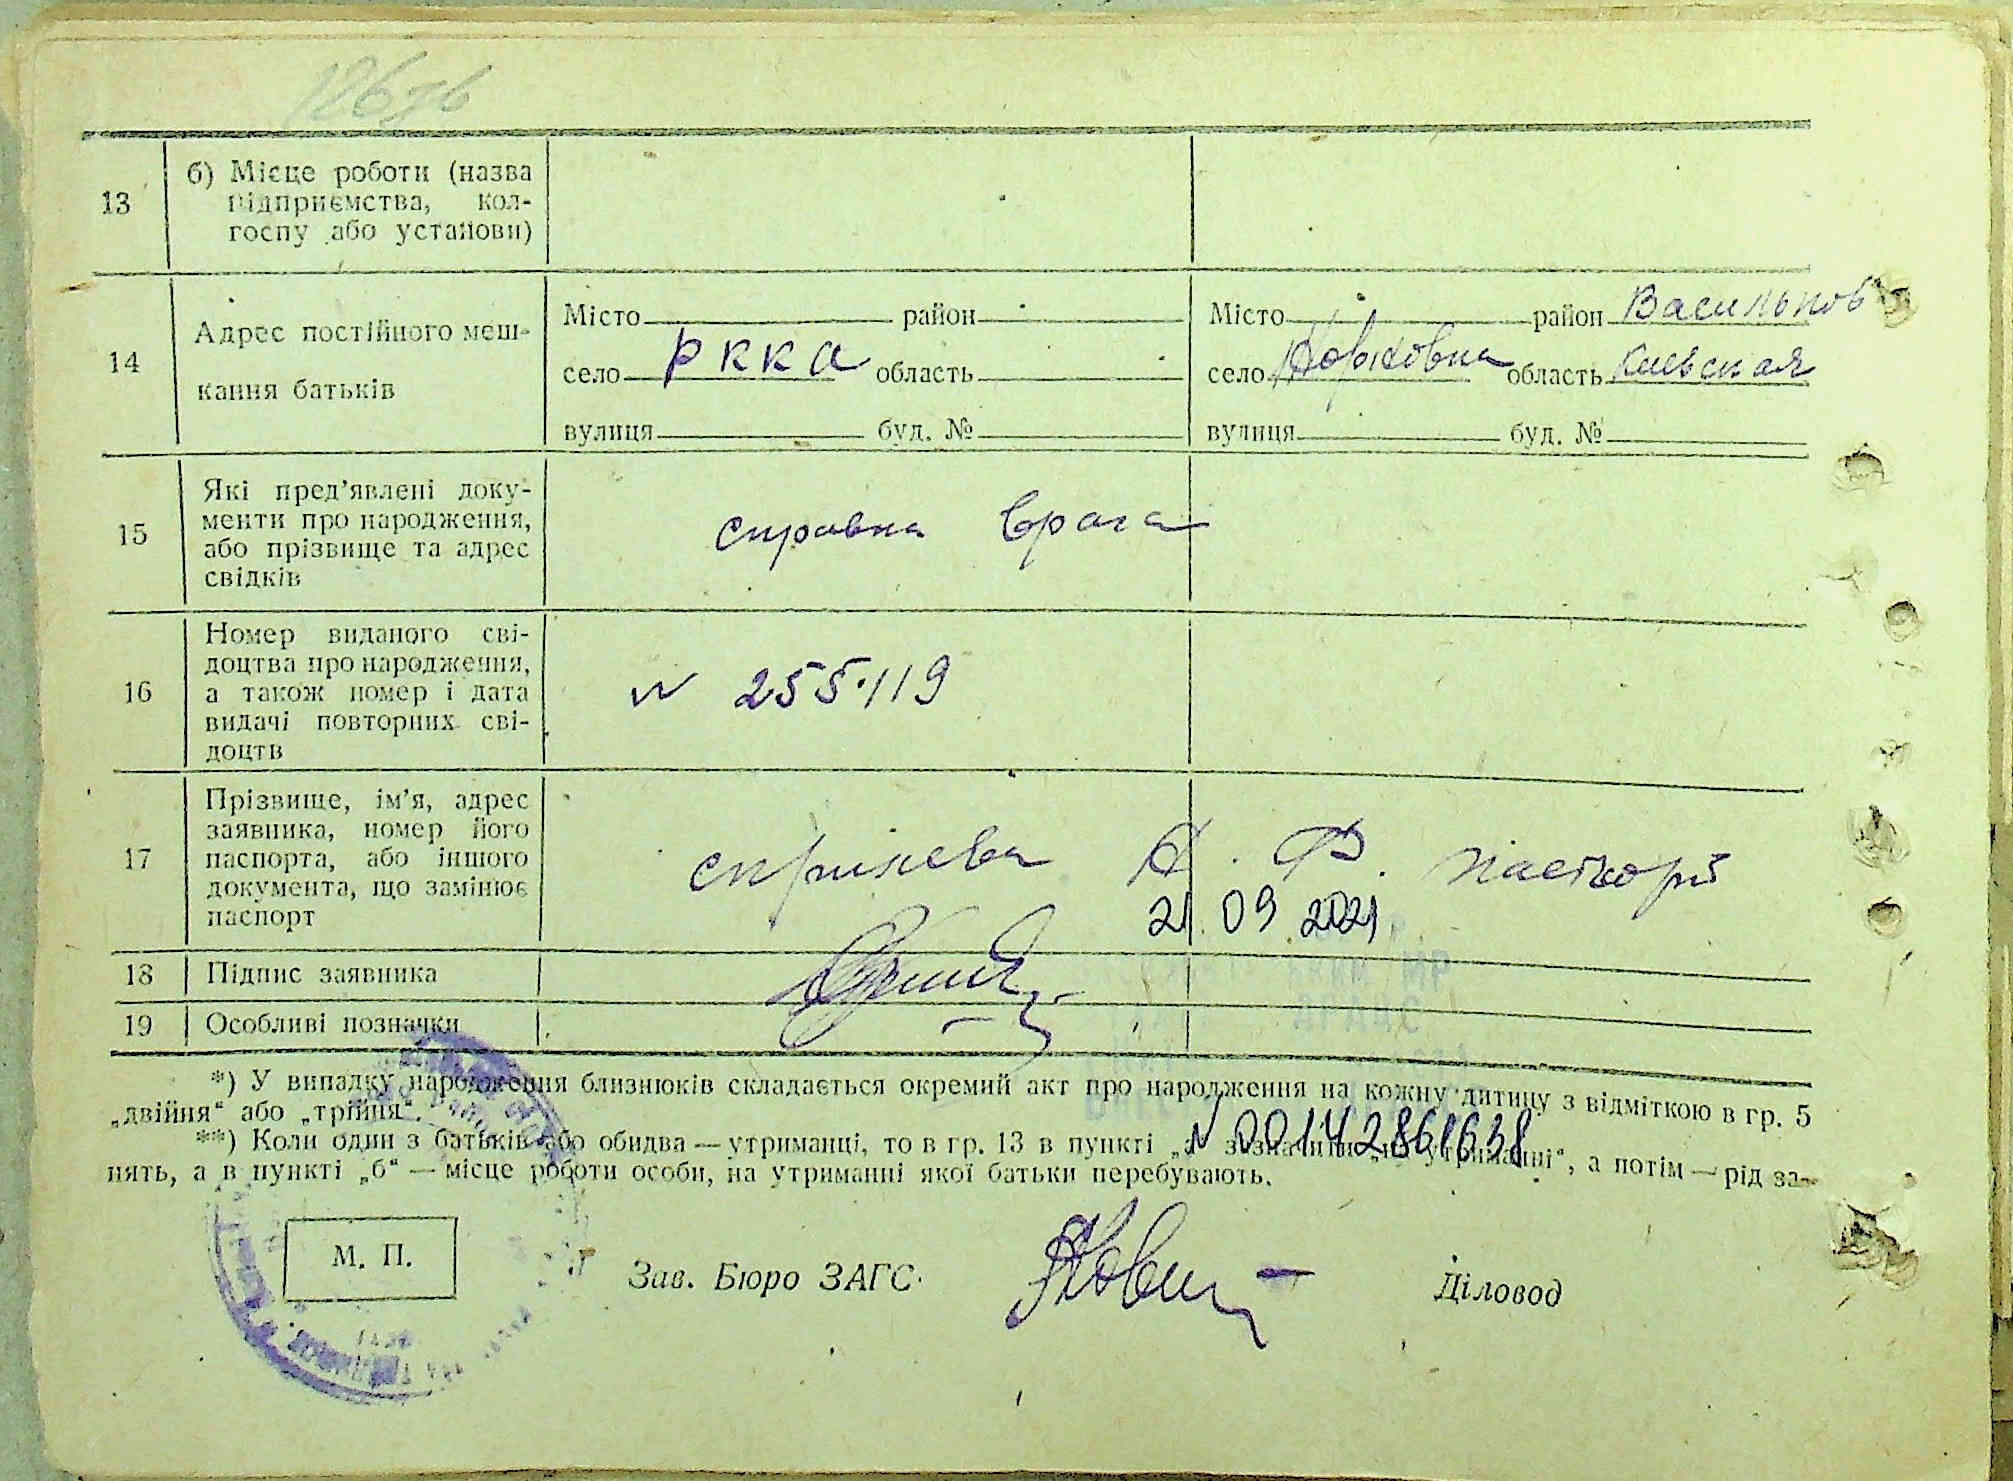 13
б) Місце роботи (назва
підприємства, кол-
госпу або установи)
14
Адрес постійного меш-
кання батьків
Місто район
село РККА область
вулиця буд. №
Місто район Васильков
село область Киевская
вулиця буд. №
15
Які пред’явлені доку-
менти про народження,
або прізвище та адрес
свідків
справка врача
16
Номер виданого сві-
доцтва про народження,
а також номер і дата
видачі повторних сві-
доцтв
N 255119
17
Прізвище, ім’я, адрес
заявника, номер його
паспорта, або іншого
документа, що замінює
паспорт
А. Ф. паспорт
21.09.2021
18 Підпис заявника
19 Особливі позначки
*) У випадку народження близнюків складається окремий акт про народження на кожну дитину з відміткою в гр. 5
„двійня“ або „трійня“.
**) Коли один з батьків або обидва — утриманці, то в гр. 13 в пункті „а“ утриманні“, а потім — рід за-
нять, а в пункті „б“ — місце роботи особи, на утриманні якої батьки перебувають.
N 00142861638
М. П.
Зав. Бюро ЗАГС
Діловод